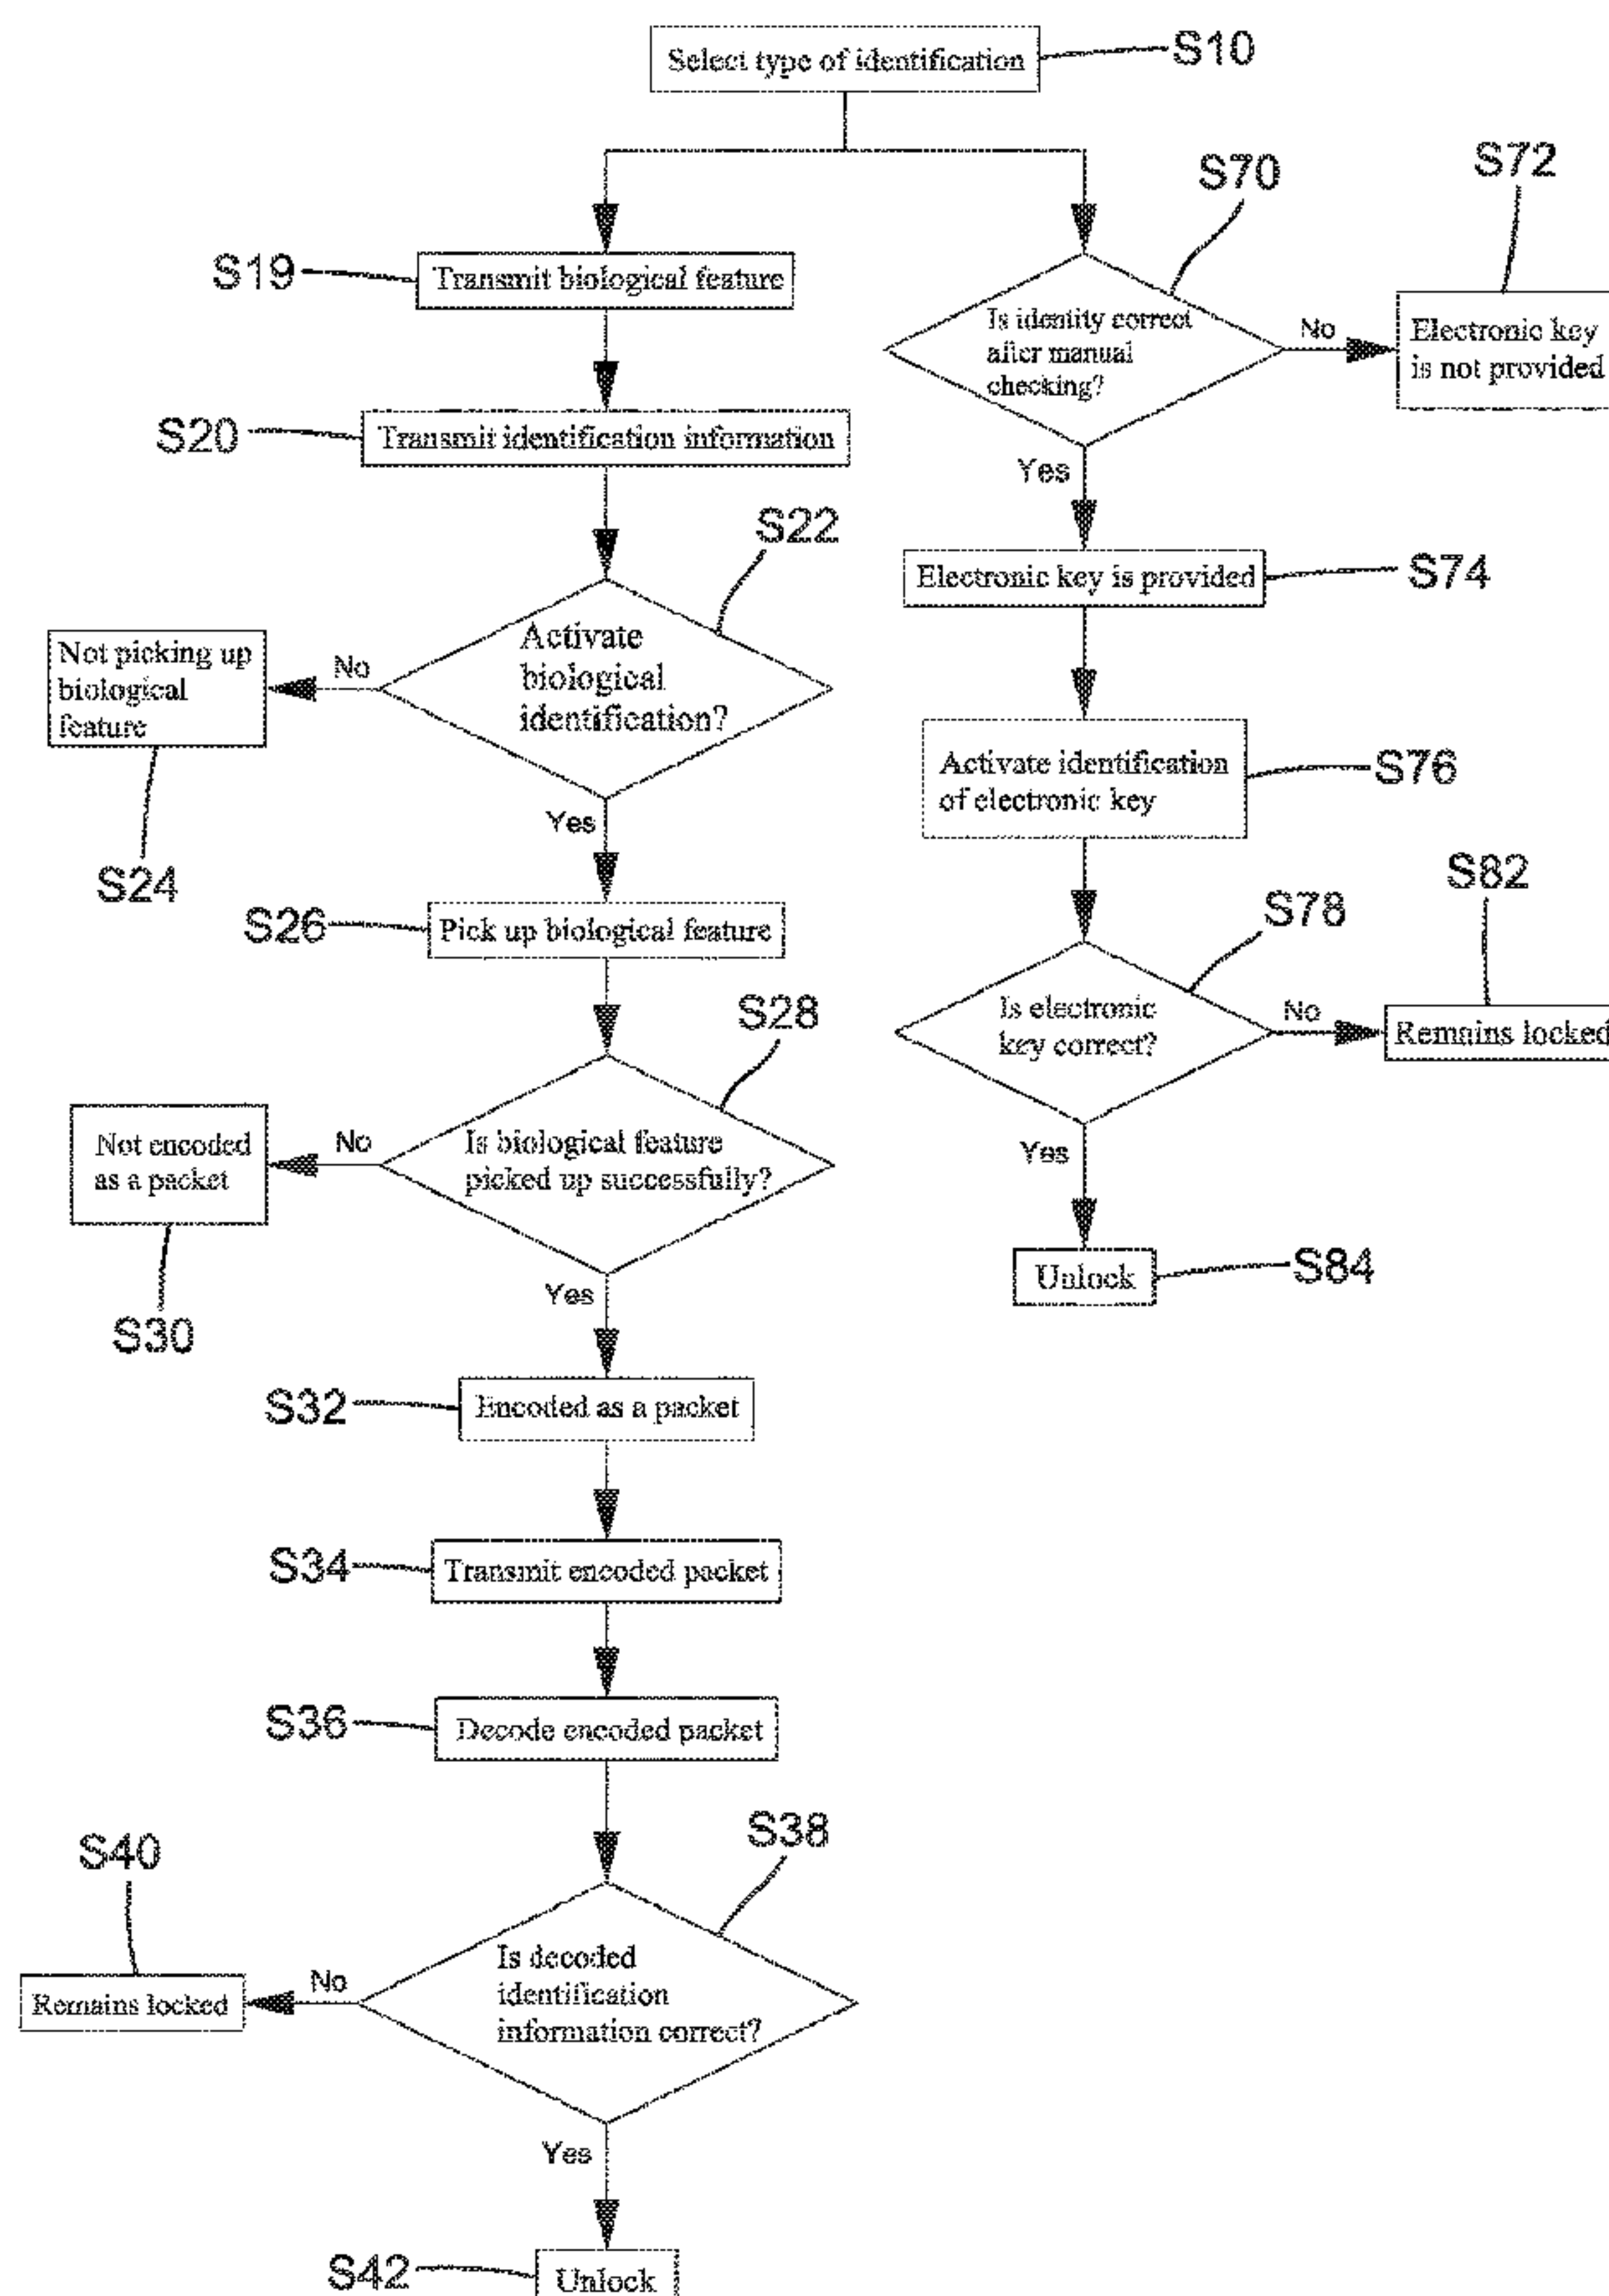 Select type of identification
S10
S70
S72
S19
Transmit biological feature
Is identity correct
after manual
checking?
No
Electronic key
is not provided
S20
Transmit identification information
Yes
S22
Electronic key is provided
S74
Not picking up
biological
feature
No
Activate
biological
identification?
Activate identification
of electronic key
S76
Yes
S24
S82
S26
Pick up biological feature
S78
S28
Is electronic
key correct?
No
Remains locked
Not encoded
as a packet
No
Is biological feature
picked up successfully?
Yes
Yes
Unlock
S84
S30
S32
Encoded as a packet
S34
Transmit encoded packet
S36
Decode encoded packet
S38
S40
Remains locked
No
Is decoded
identification
information correct?
Yes
S42
Unlock